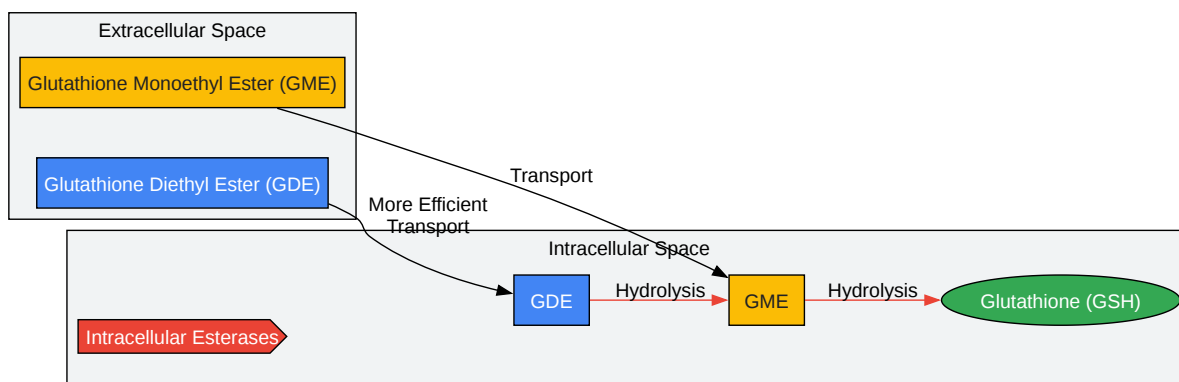 Extracellular Space
Glutathione Monoethyl Ester (GME)
Glutathione Diethyl Ester (GDE)
Transport
More Efficient
Transport
Intracellular Space
GDE
Hydrolysis
GME
Hydrolysis
Glutathione (GSH)
Intracellular Esterases